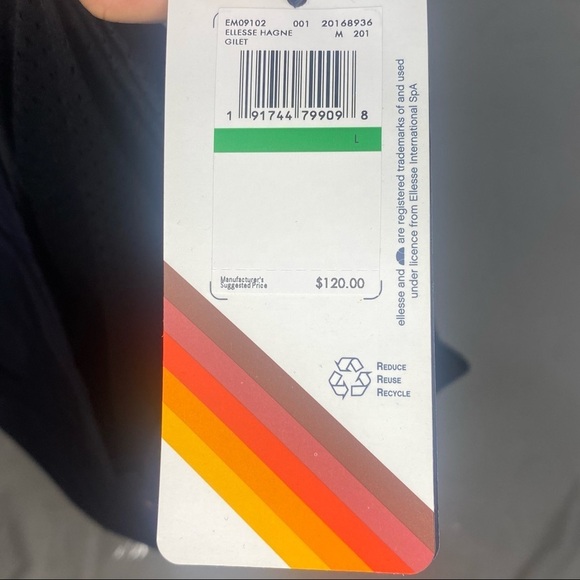 EM09102 001 20168936
ELLESSE HAGNE M 201
GILET
1 91744 79909 8
L
Manufacturer's
Suggested Price $120.00
ellesse and are registered trademarks of and used
under licence from Ellesse International SpA
REDUCE
REUSE
RECYCLE